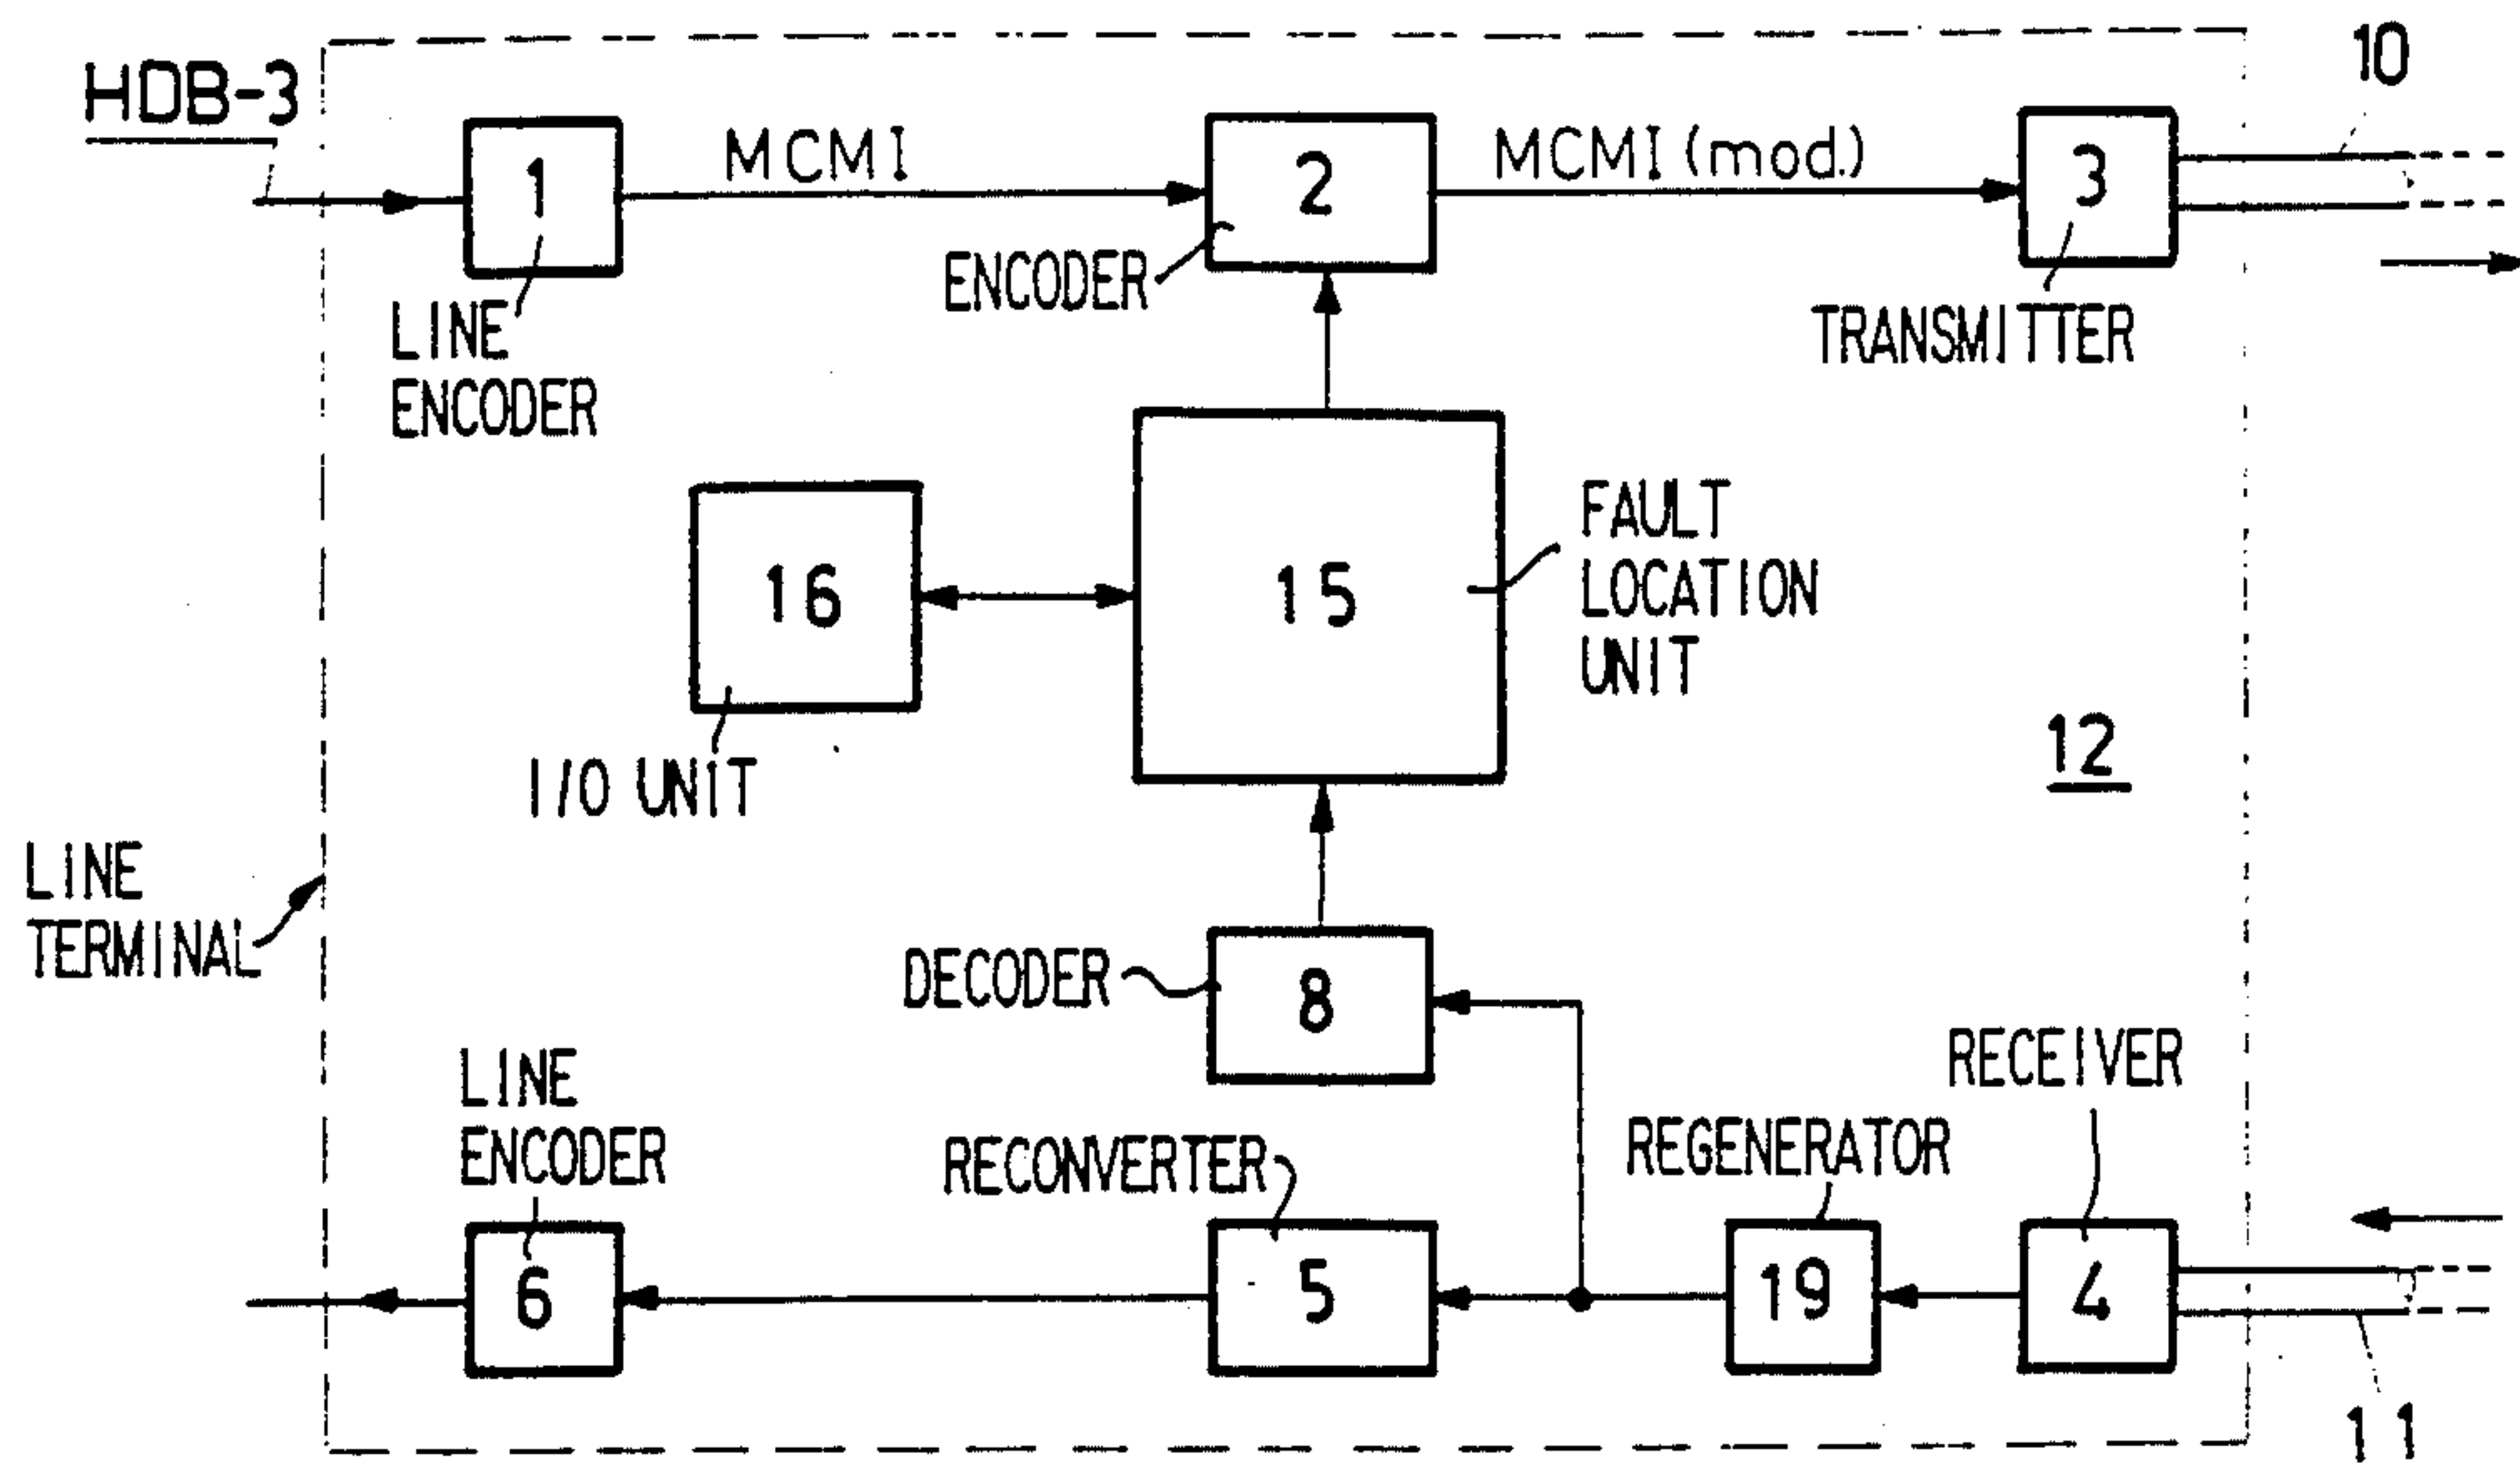 10
HDB-3
1
MCMI
2
MCMI (mod.)
3
ENCODER
LINE
ENCODER
TRANSMITTER
16
15
FAULT
LOCATION
UNIT
I/O UNIT
12
LINE
TERMINAL
DECODER
8
LINE
ENCODER
RECONVERTER
REGENERATOR
RECEIVER
6
5
19
4
11